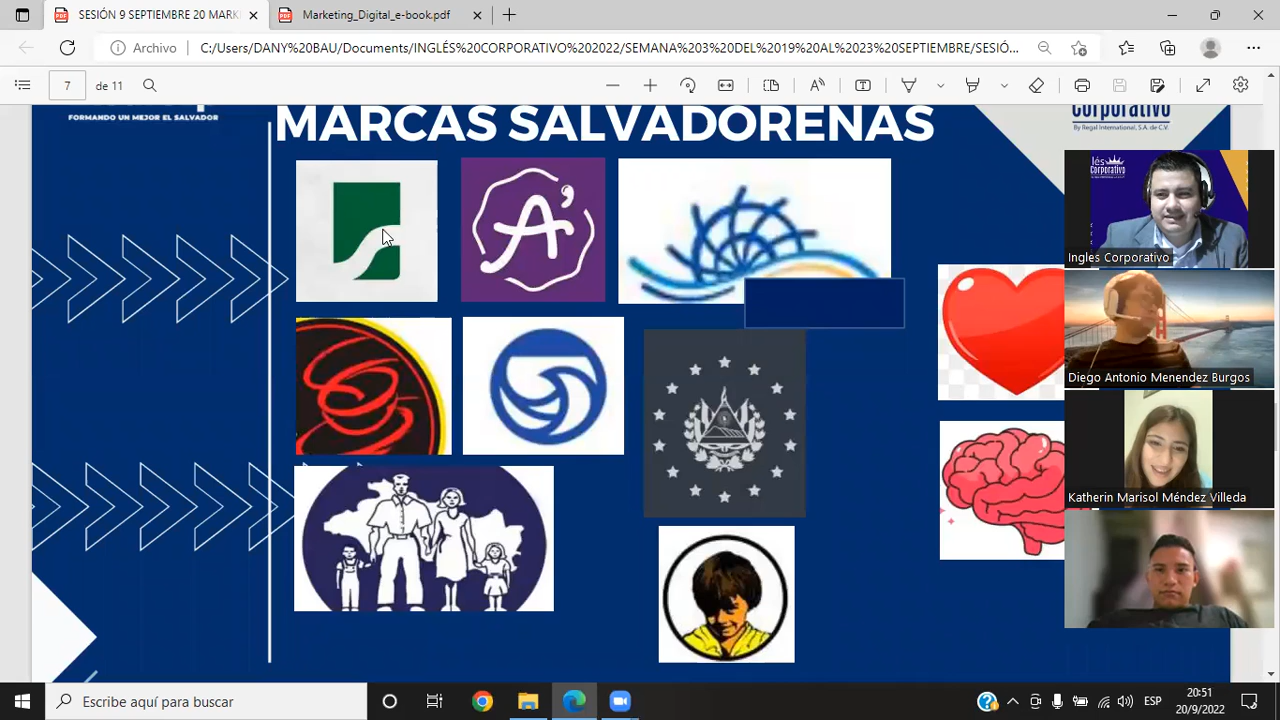 SESIÓN 9 SEPTIEMBRE 20 MARK
Marketing_Digital_e-book.pdf
Archivo
C:/Users/DANY%20BAU/Documents/INGLÉS%20CORPORATIVO%202022/SEMANA%203%20DEL%2019%20AL%2023%20SEPTIEMBRE/SESIÓ...
7
de 11
FORMANDO UN MEJOR EL SALVADOR
MARCAS SALVADOREÑAS
corporativo
By Regal International, S.A. de C.V.
A'
lés
Corporativo
Ingles Corporativo
Diego Antonio Menendez Burgos
Katherin Marisol Méndez Villeda
Escribe aquí para buscar
ESP
20:51
20/9/2022